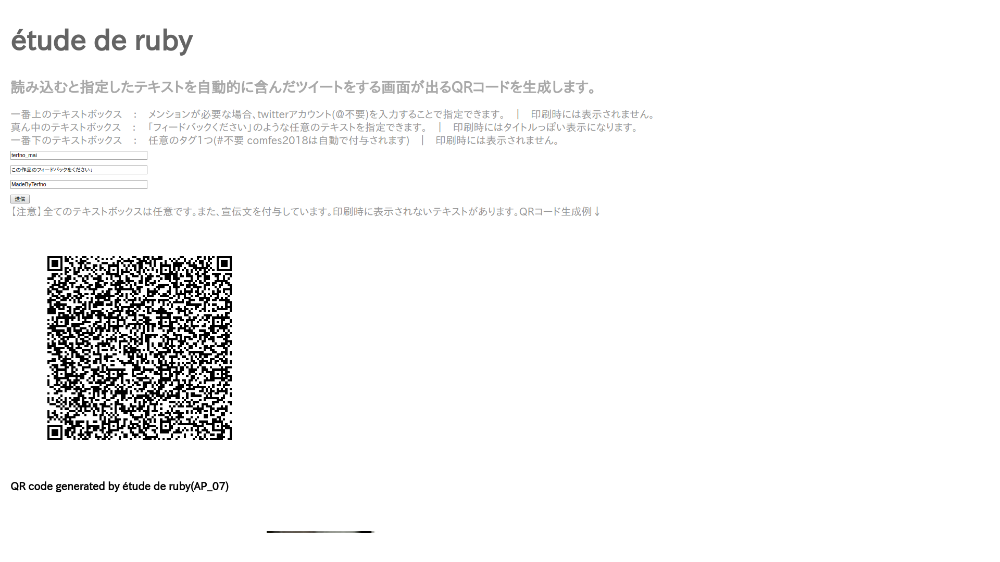 étude de ruby
読み込むと指定したテキストを自動的に含んだツイートをする画面が出るQRコードを生成します。
一番上のテキストボックス　：　メンションが必要な場合、twitterアカウント(@不要)を入力することで指定できます。　|　印刷時には表示されません。
真ん中のテキストボックス　：　「フィードバックください」のような任意のテキストを指定できます。　|　印刷時にはタイトルっぽい表示になります。
一番下のテキストボックス　：　任意のタグ1つ(#不要 comfes2018は自動で付与されます)　|　印刷時には表示されません。
terfno_mai
この作品のフィードバックをください↓
MadeByTerfno
送信
【注意】全てのテキストボックスは任意です。また、宣伝文を付与しています。印刷時に表示されないテキストがあります。QRコード生成例↓
QR code generated by étude de ruby(AP_07)